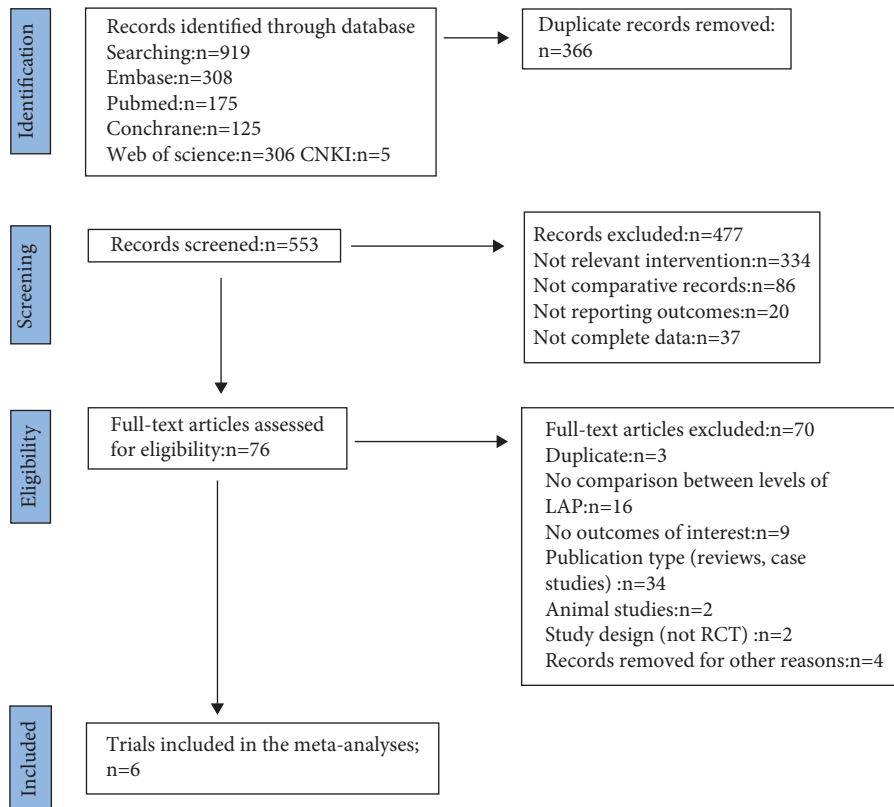 Identification
Records identified through database
Searching:n=919
Embase:n=308
Pubmed:n=175
Conchrane:n=125
Web of science:n=306 CNKI:n=5
Duplicate records removed:
n=366
Screening
Records screened:n=553
Records excluded:n=477
Not relevant intervention:n=334
Not comparative records:n=86
Not reporting outcomes:n=20
Not complete data:n=37
Eligibility
Full-text articles assessed
for eligibility:n=76
Full-text articles excluded:n=70
Duplicate:n=3
No comparison between levels of
LAP:n=16
No outcomes of interest:n=9
Publication type (reviews, case
studies) :n=34
Animal studies:n=2
Study design (not RCT) :n=2
Records removed for other reasons:n=4
Included
Trials included in the meta-analyses;
n=6